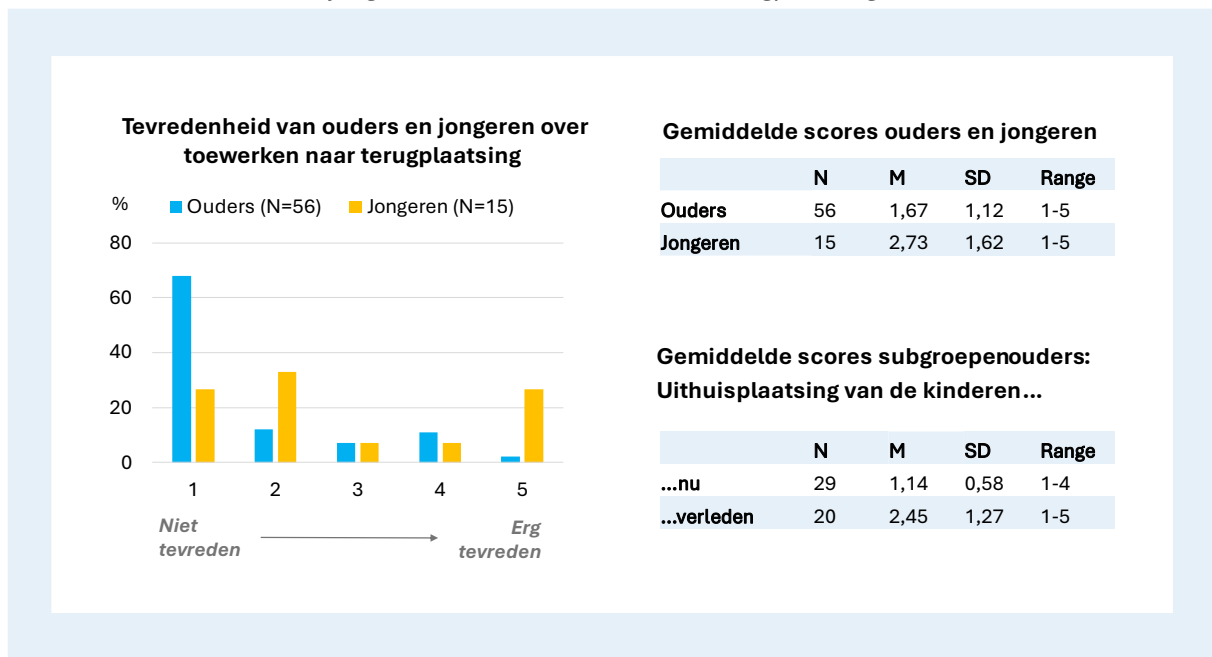 Tevredenheid van ouders en jongeren over
toewerken naar terugplaatsing
% Ouders (N=56) Jongeren (N=15)
80
60
40
20
0
1 2 3 4 5
Niet tevreden
Erg tevreden
Gemiddelde scores ouders en jongeren
N M SD Range
Ouders 56 1,67 1,12 1-5
Jongeren 15 2,73 1,62 1-5
Gemiddelde scores subgroepenouders:
Uithuisplaatsing van de kinderen...
N M SD Range
...nu 29 1,14 0,58 1-4
...verleden 20 2,45 1,27 1-5